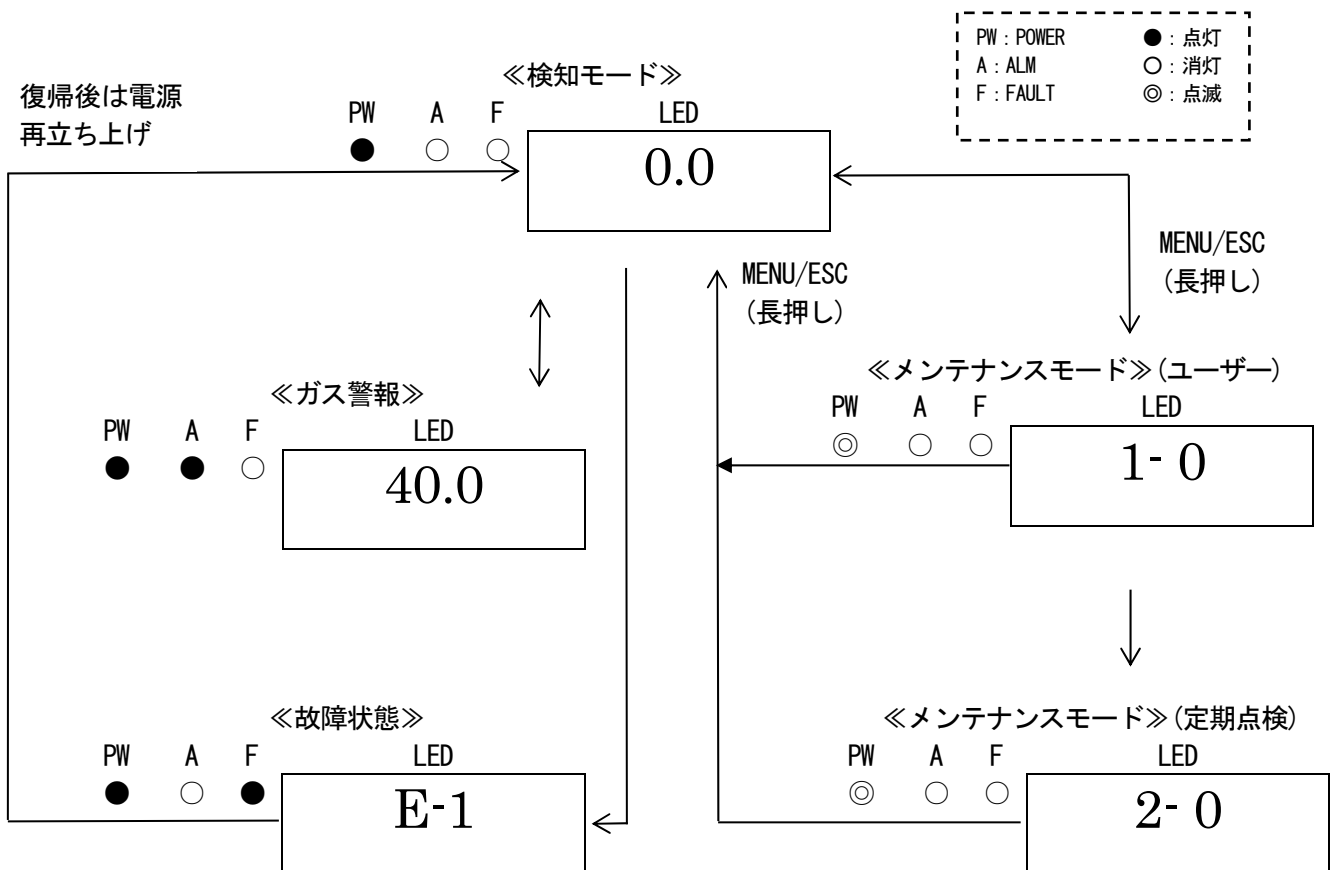 PW：POWER ●：点灯
A：ALM ○：消灯
F：FAULT ◎：点滅
復帰後は電源
再立ち上げ
≪検知モード≫
PW A F LED
● ○ ○
0.0
MENU/ESC
(長押し)
MENU/ESC
(長押し)
≪ガス警報≫
PW A F LED
● ● ○
40.0
≪メンテナンスモード≫(ユーザー)
PW A F LED
◎ ○ ○
1- 0
≪故障状態≫
PW A F LED
● ○ ●
E-1
≪メンテナンスモード≫(定期点検)
PW A F LED
◎ ○ ○
2- 0